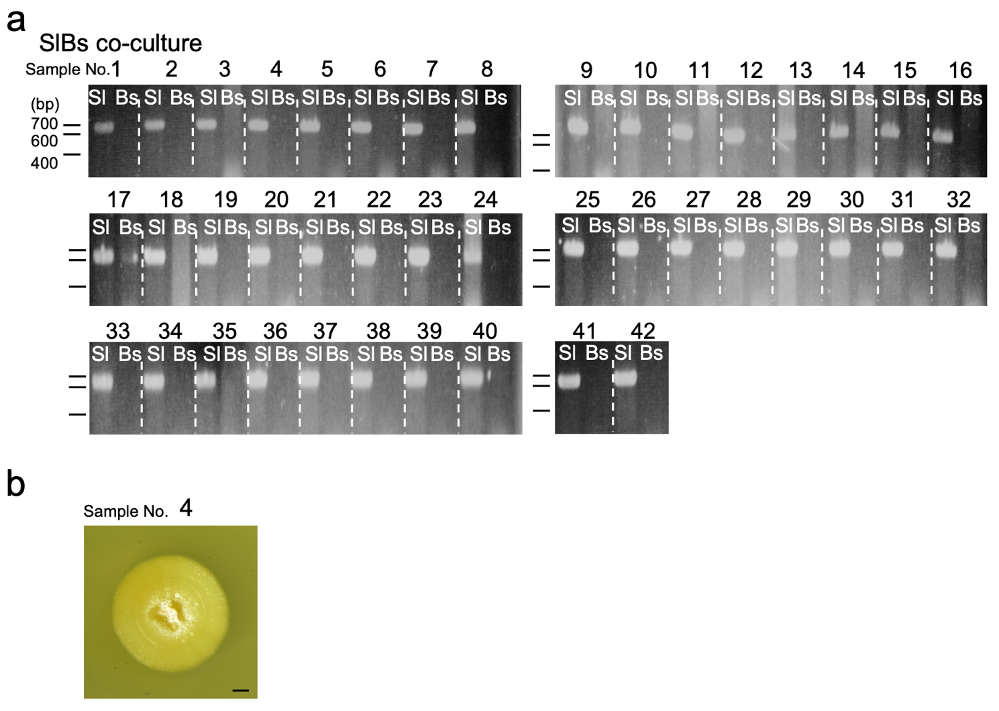 a
SlBs co-culture
Sample No.1 2 3 4 5 6 7 8 9 10 11 12 13 14 15 16
Sl Bs Sl Bs Sl Bs Sl Bs Sl Bs Sl Bs Sl Bs Sl Bs Sl Bs Sl Bs Sl Bs Sl Bs Sl Bs Sl Bs Sl Bs Sl Bs
(bp)
700
600
400
17 18 19 20 21 22 23 24 25 26 27 28 29 30 31 32
Sl Bs Sl Bs Sl Bs Sl Bs Sl Bs Sl Bs Sl Bs Sl Bs Sl Bs Sl Bs Sl Bs Sl Bs Sl Bs Sl Bs Sl Bs Sl Bs
33 34 35 36 37 38 39 40 41 42
Sl Bs Sl Bs Sl Bs Sl Bs Sl Bs Sl Bs Sl Bs Sl Bs Sl Bs Sl Bs
b
Sample No. 4